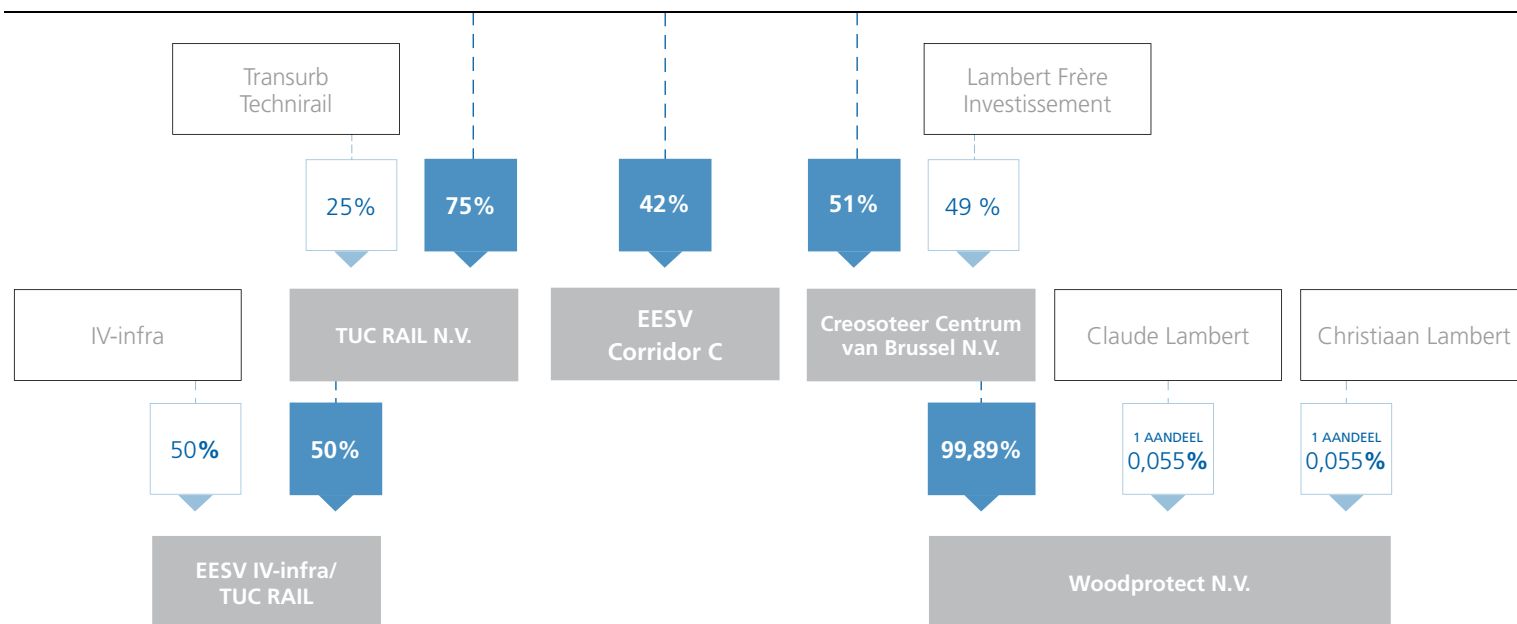 Transurb
Technirail
Lambert Frère
Investissement
25%
75%
42%
51%
49 %
IV-infra
TUC RAIL N.V.
EESV
Corridor C
Creosoteer Centrum
van Brussel N.V.
Claude Lambert
Christiaan Lambert
50%
50%
99,89%
1 AANDEEL
0,055%
1 AANDEEL
0,055%
EESV IV-infra/
TUC RAIL
Woodprotect N.V.